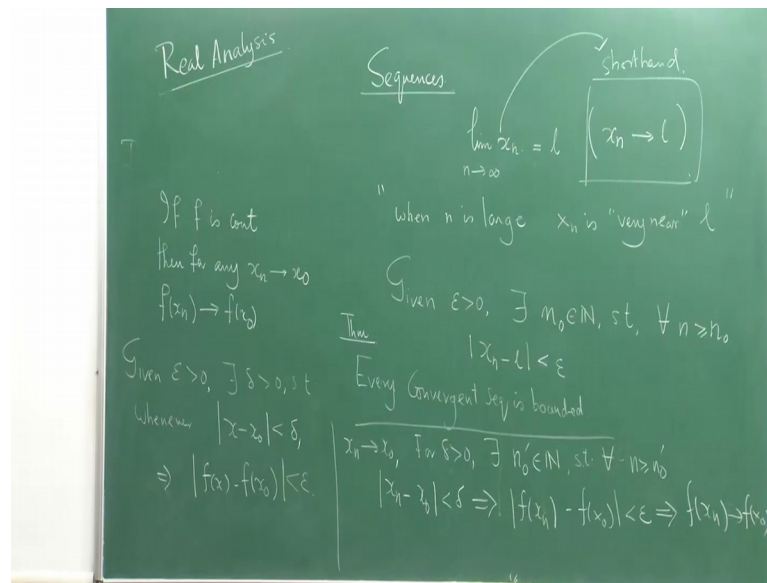 Real Analysis
If f is cont
then for any xₙ → x₀
f(xₙ) → f(x₀)
Given ε>0, ∃ δ>0, st
whenever |x-x₀| < δ,
⇒ |f(x) - f(x₀)| < ε.
Sequences
shorthand.
lim xₙ = l (xₙ → l)
n→∞
"when n is large xₙ is "very near" l"
Given ε>0, ∃ n₀∈ℕ, st, ∀ n≥n₀
|xₙ-l| < ε
Thm
Every Convergent seq is bounded
xₙ → x₀, For δ>0, ∃ n₀'∈ℕ, s.t. ∀ n≥n₀'
|xₙ - x₀| < δ ⇒ |f(xₙ) - f(x₀)| < ε ⇒ f(xₙ) → f(x₀)